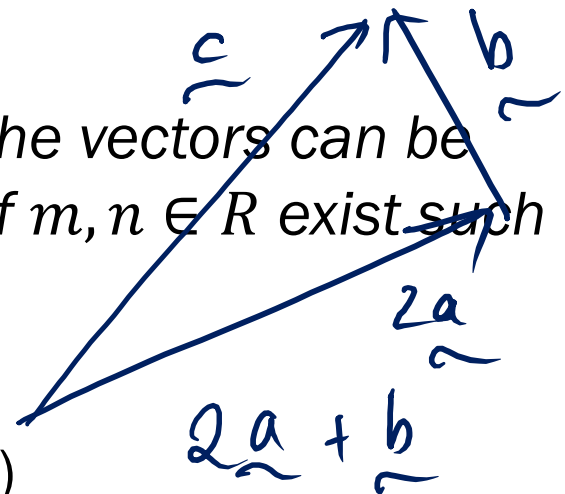 c b
he vectors can be
f m, n ∈ R exist such
2a
2a + b
)